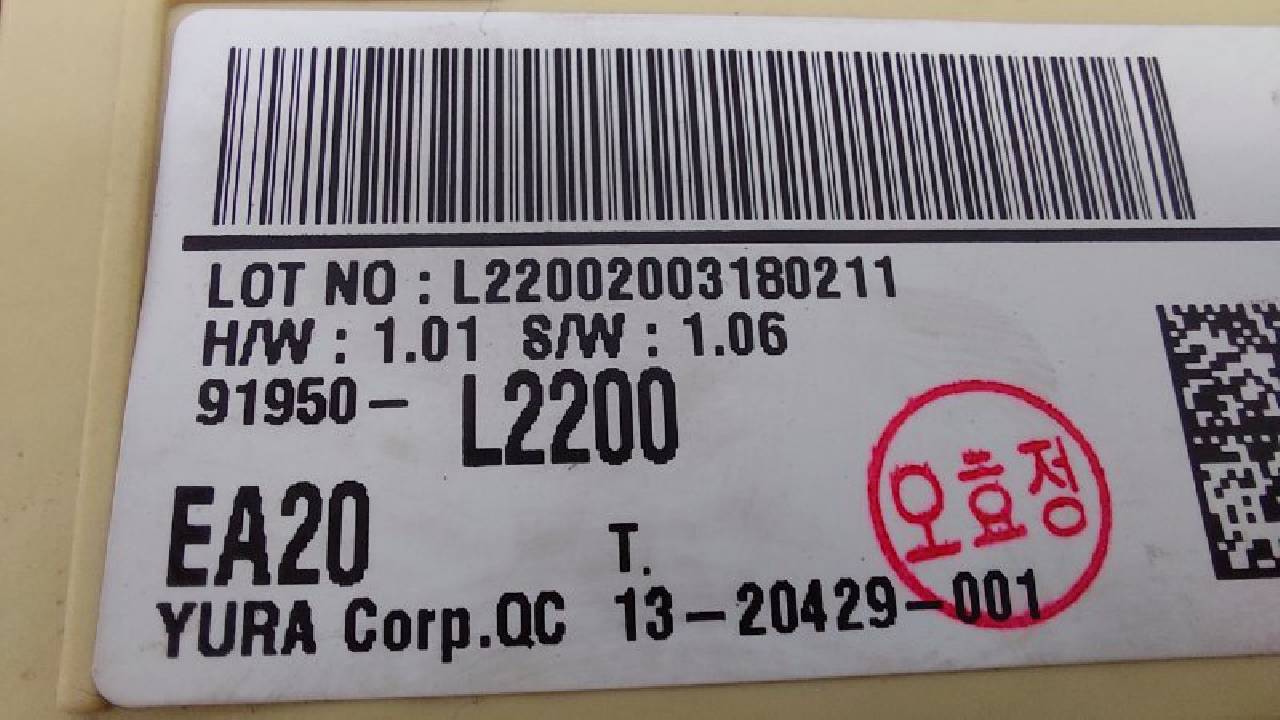 LOT NO : L22002003180211
H/W : 1.01 S/W : 1.06
91950- L2200
EA20 T.
YURA Corp.QC 13-20429-001
오효정